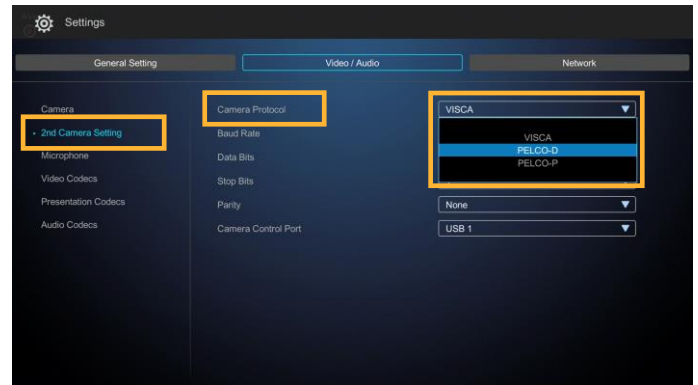 Settings
General Setting
Video / Audio
Network
Camera
Camera Protocol
VISCA
VISCA
PELCO-D
PELCO-P
• 2nd Camera Setting
Baud Rate
Microphone
Data Bits
Video Codecs
Stop Bits
Presentation Codecs
Parity
None
Audio Codecs
Camera Control Port
USB 1